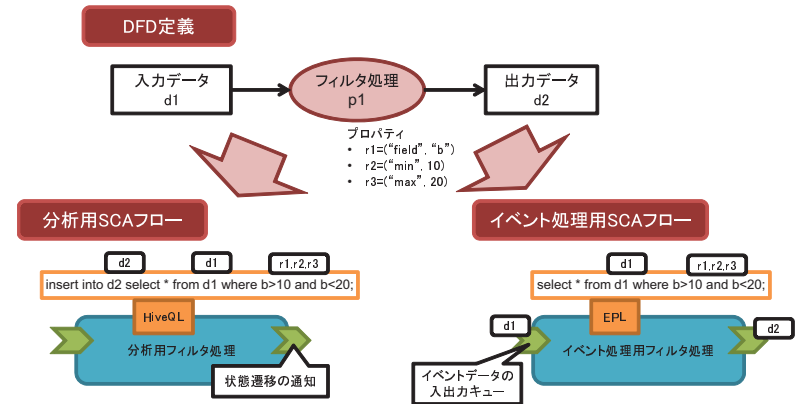 DFD定義
入力データ
d1
フィルタ処理
p1
出力データ
d2
プロパティ
• r1=(“field”, “b”)
• r2=(“min”, 10)
• r3=(“max”, 20)
分析用SCAフロー
イベント処理用SCAフロー
d2
d1
r1,r2,r3
insert into d2 select * from d1 where b>10 and b<20;
HiveQL
分析用フィルタ処理
状態遷移の通知
d1
r1,r2,r3
select * from d1 where b>10 and b<20;
EPL
d1
d2
イベント処理用フィルタ処理
イベントデータの
入出力キュー